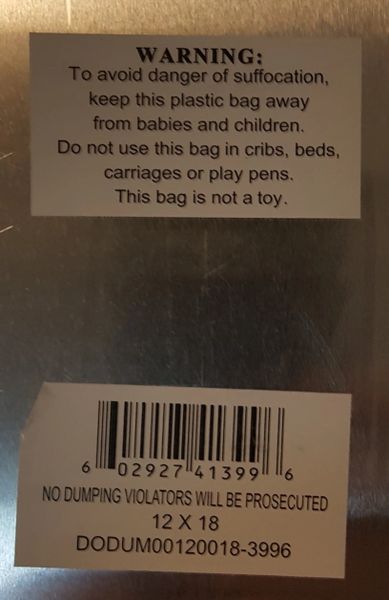 WARNING:
To avoid danger of suffocation,
keep this plastic bag away
from babies and children.
Do not use this bag in cribs, beds,
carriages or play pens.
This bag is not a toy.
6 02927 41399 6
NO DUMPING VIOLATORS WILL BE PROSECUTED
12 X 18
DODUM00120018-3996